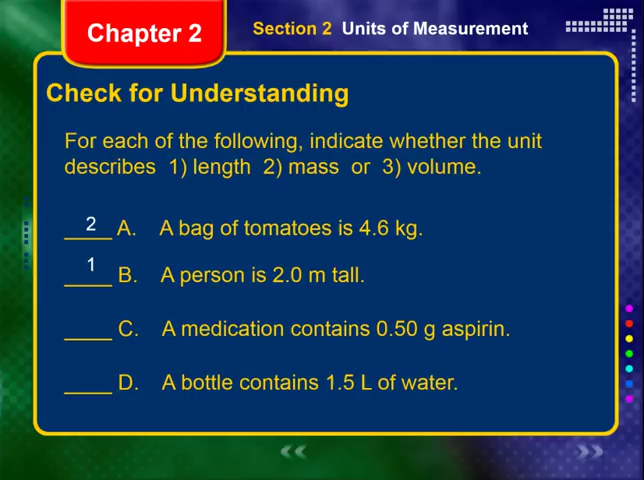 Chapter 2
Section 2 Units of Measurement
Check for Understanding
For each of the following, indicate whether the unit
describes 1) length 2) mass or 3) volume.
2 ____ A. A bag of tomatoes is 4.6 kg.
1 ____ B. A person is 2.0 m tall.
____ C. A medication contains 0.50 g aspirin.
____ D. A bottle contains 1.5 L of water.